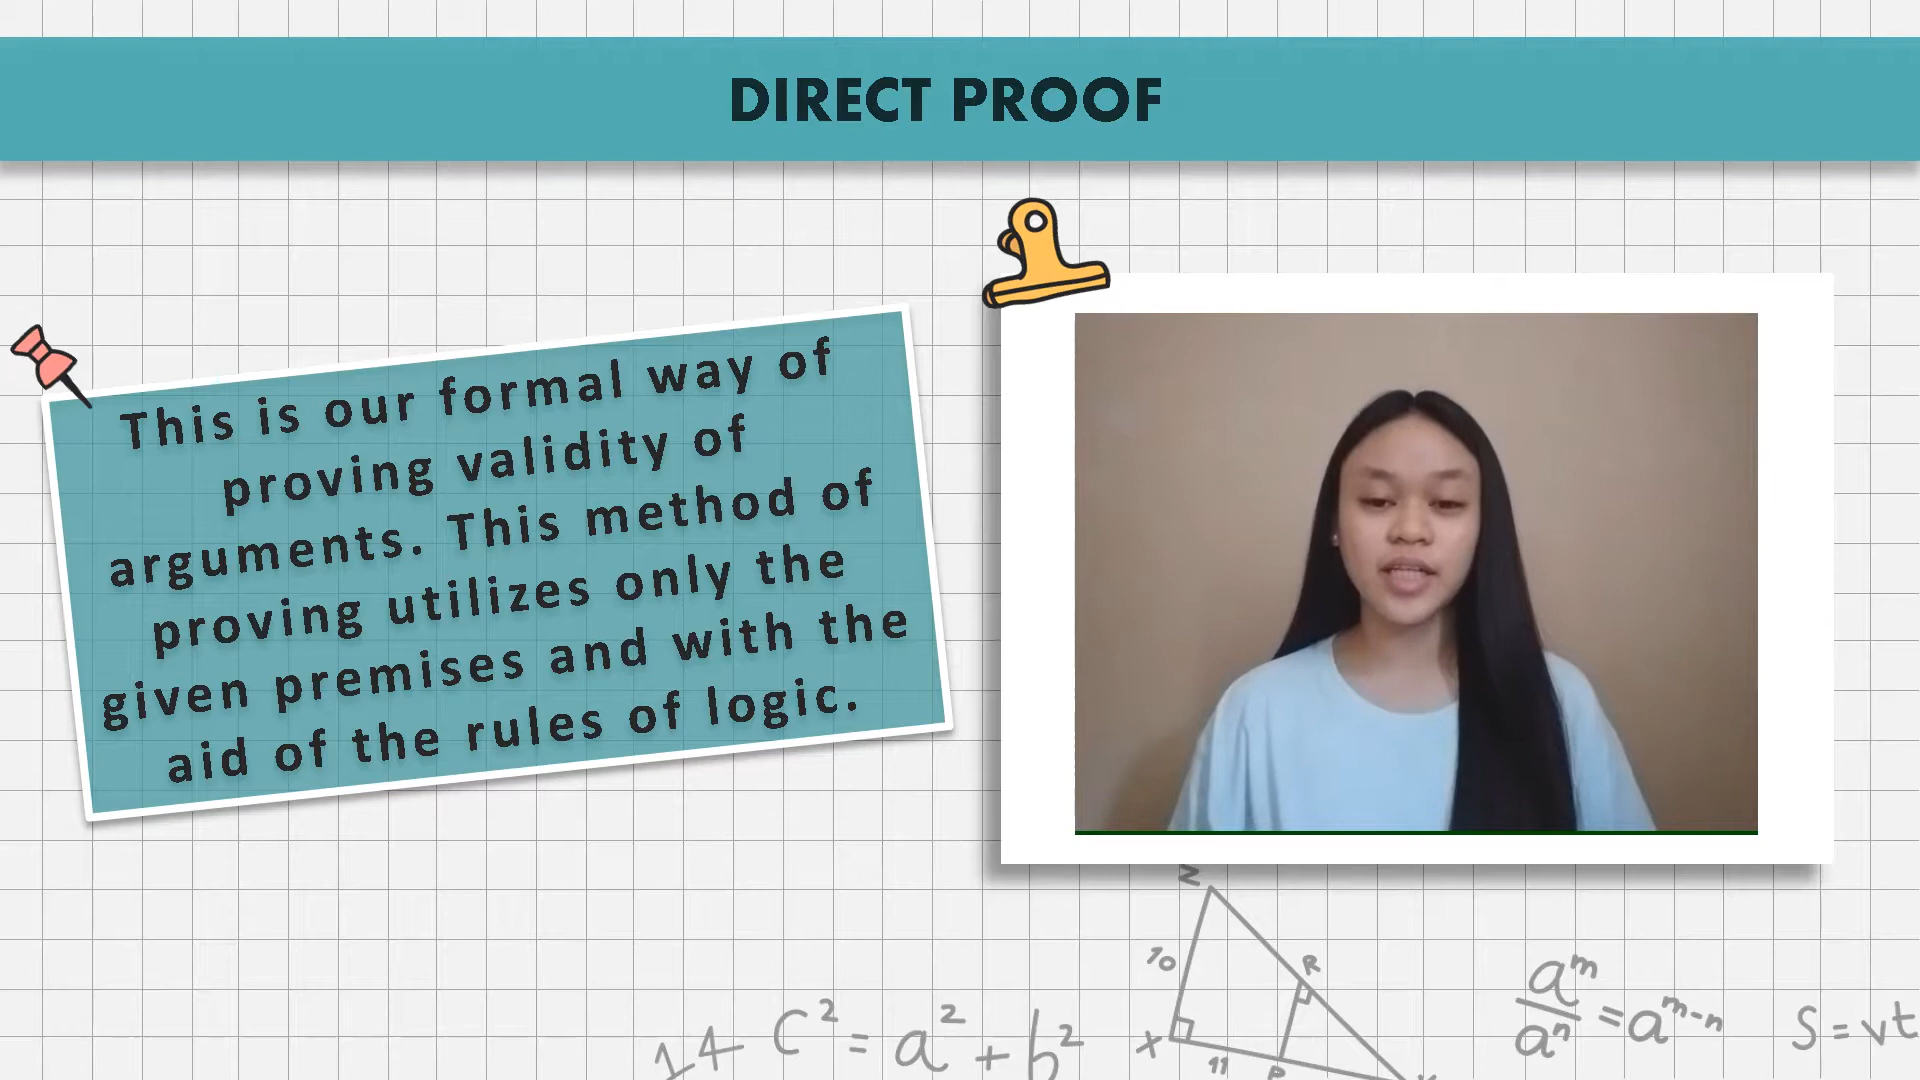 DIRECT PROOF
This is our formal way of
proving validity of
arguments. This method of
proving utilizes only the
given premises and with the
aid of the rules of logic.
Z
10
R
X
11
P
14
C² = a² + b²
aᵐ/aⁿ = aᵐ⁻ⁿ
S = vt